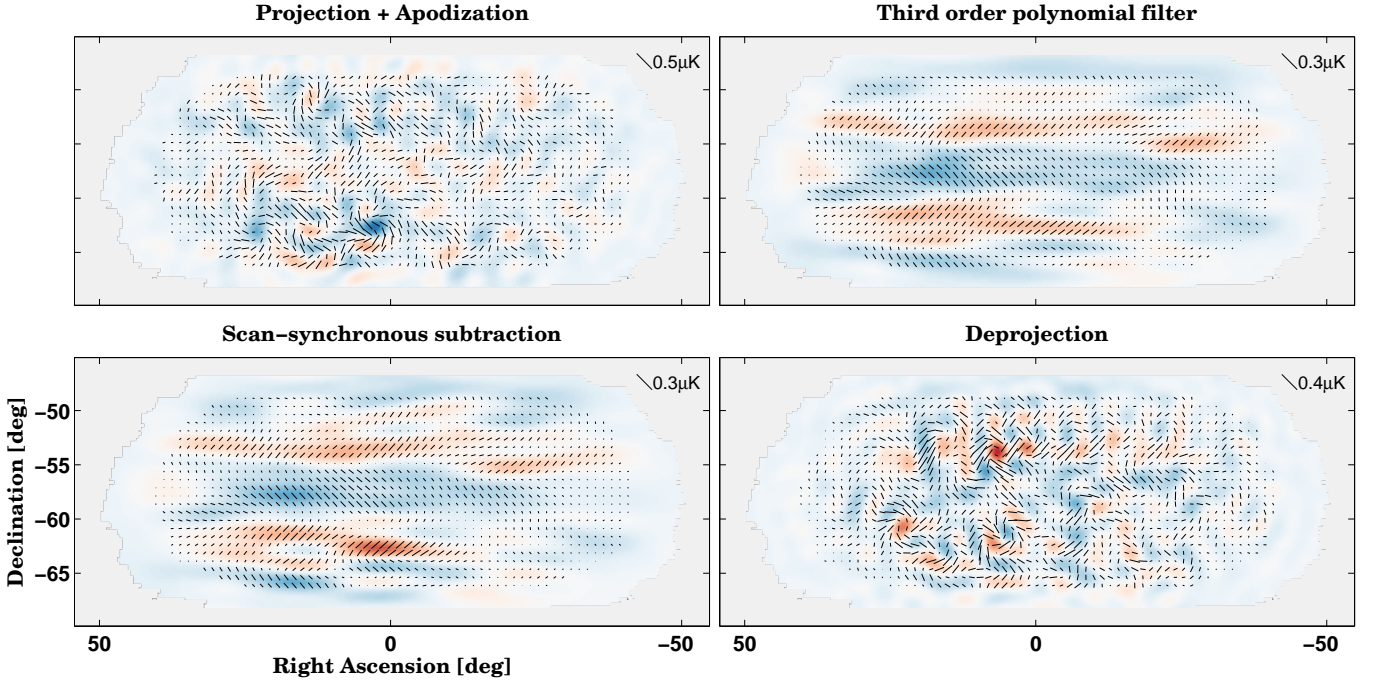 Projection + Apodization
Third order polynomial filter
0.5μK
0.3μK
Scan−synchronous subtraction
Deprojection
0.3μK
0.4μK
Declination [deg]
−50
−55
−60
−65
50
0
−50
50
0
−50
Right Ascension [deg]